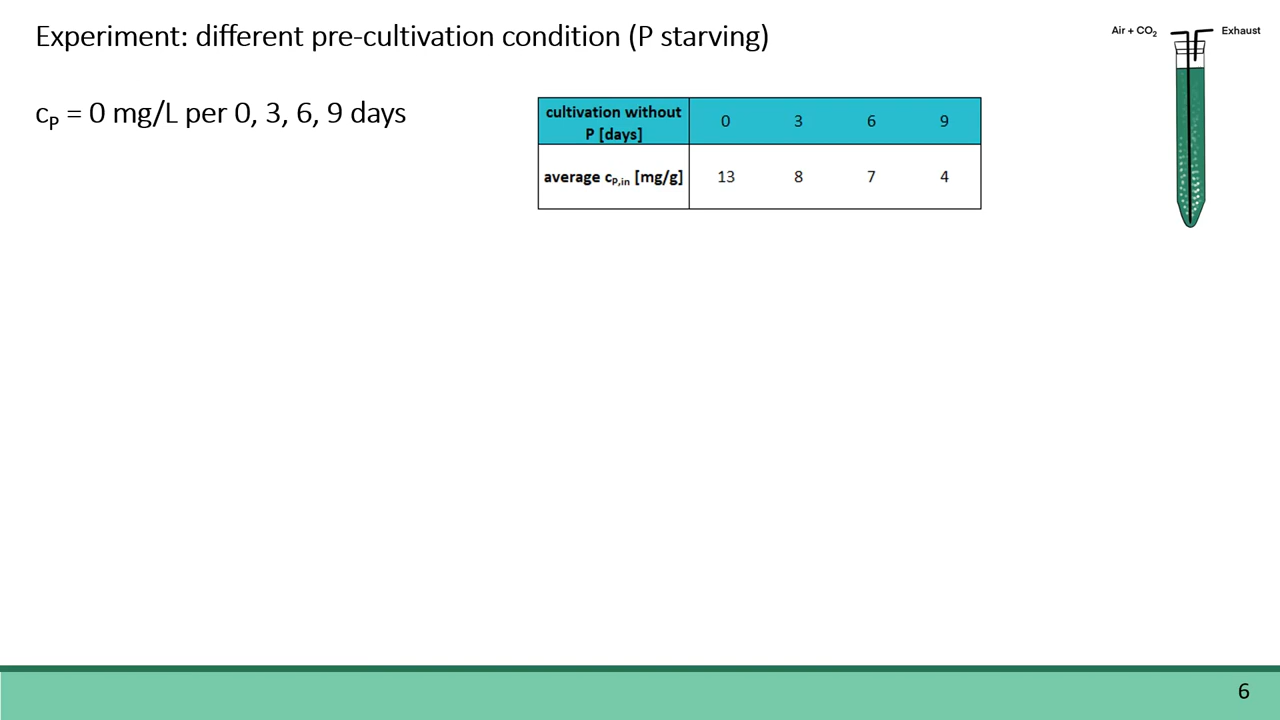 Experiment: different pre-cultivation condition (P starving)
Air + CO₂
Exhaust
cP = 0 mg/L per 0, 3, 6, 9 days
cultivation without P [days] 0 3 6 9
average cP,in [mg/g] 13 8 7 4
6